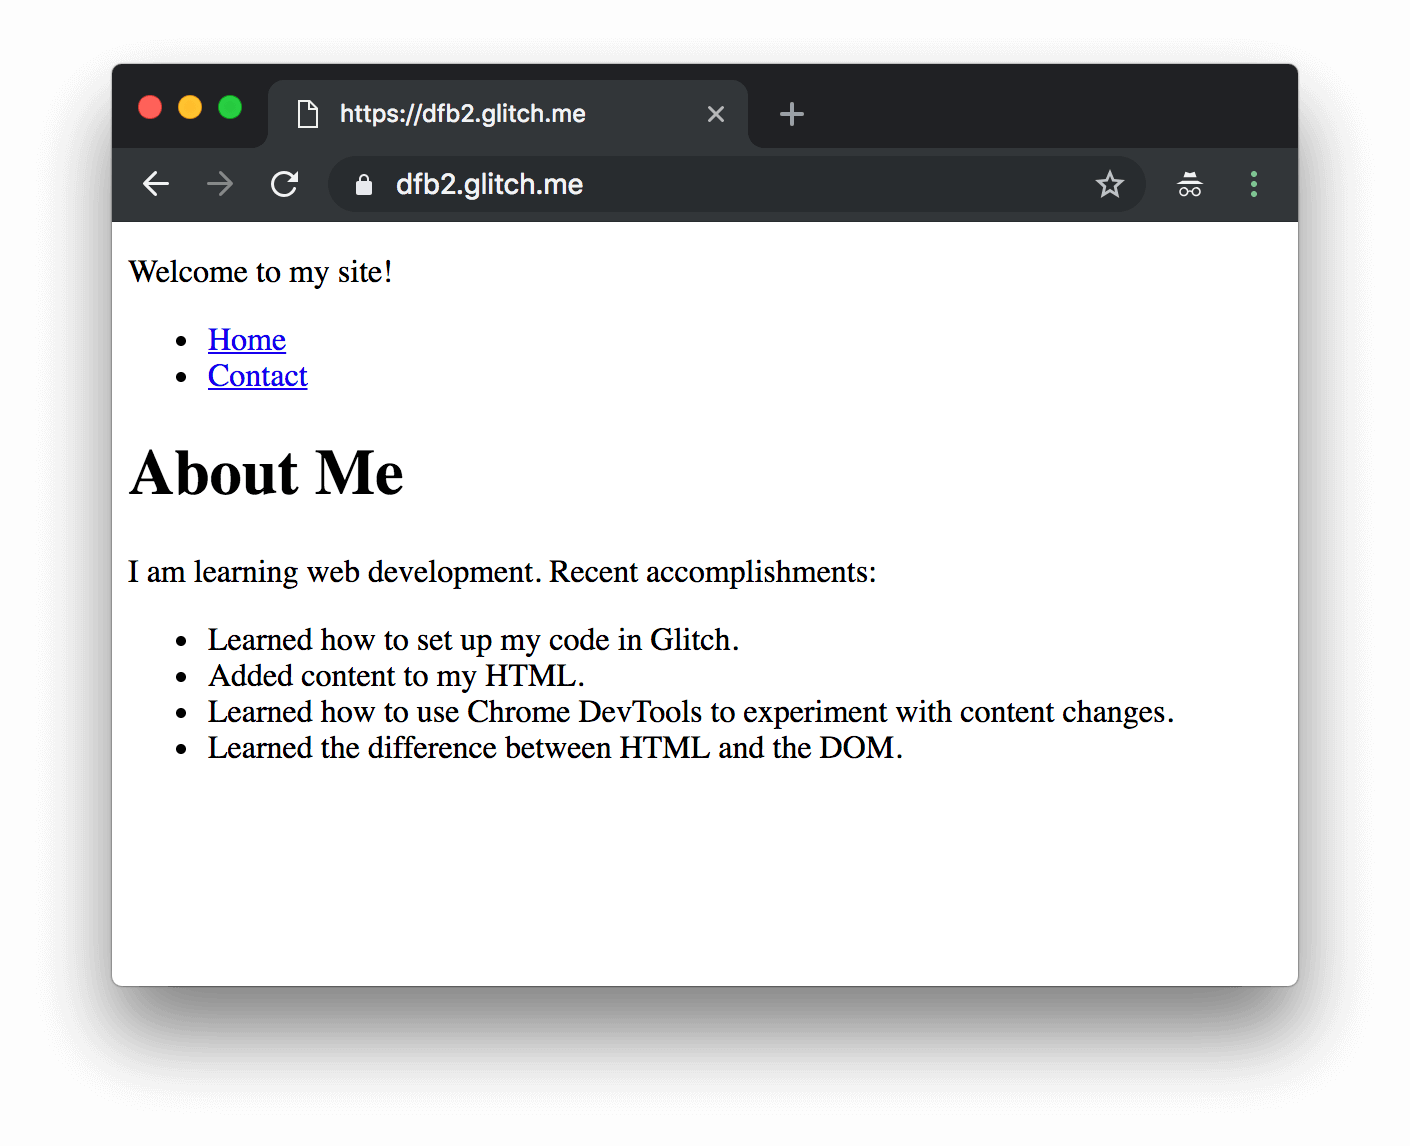 https://dfb2.glitch.me
dfb2.glitch.me
Welcome to my site!
Home
Contact
About Me
I am learning web development. Recent accomplishments:
Learned how to set up my code in Glitch.
Added content to my HTML.
Learned how to use Chrome DevTools to experiment with content changes.
Learned the difference between HTML and the DOM.